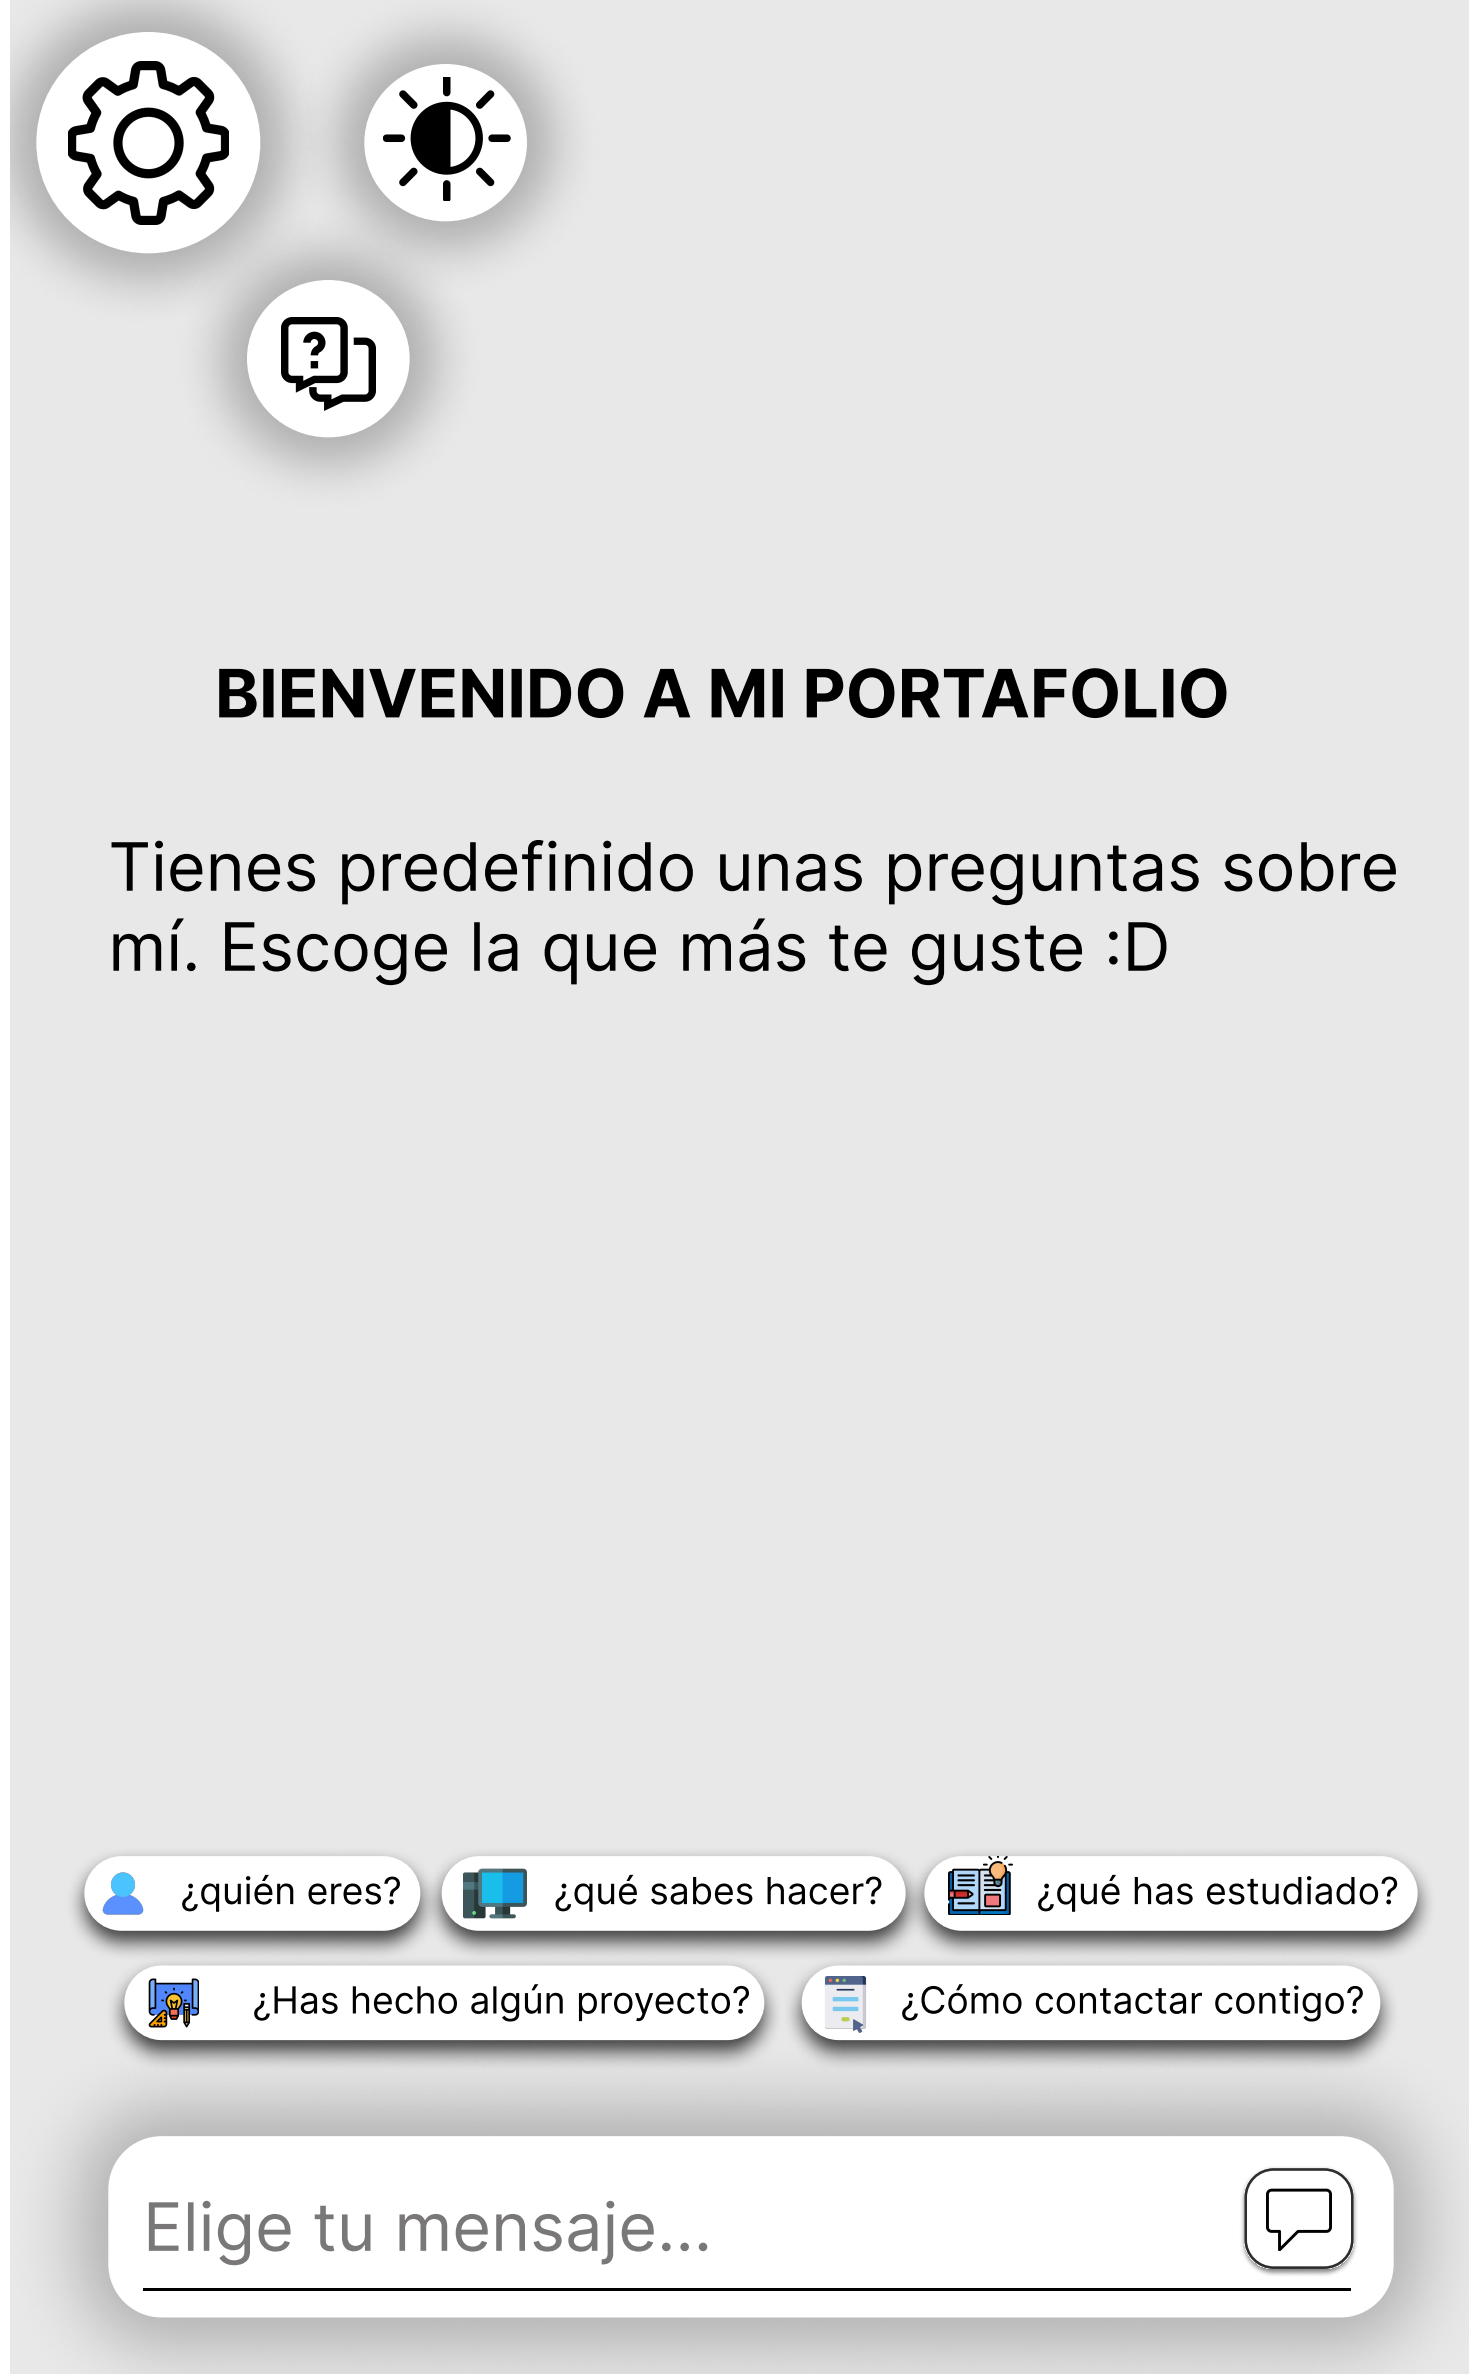 ?
BIENVENIDO A MI PORTAFOLIO
Tienes predefinido unas preguntas sobre
mí. Escoge la que más te guste :D
¿quién eres?
¿qué sabes hacer?
¿qué has estudiado?
¿Has hecho algún proyecto?
¿Cómo contactar contigo?
Elige tu mensaje...